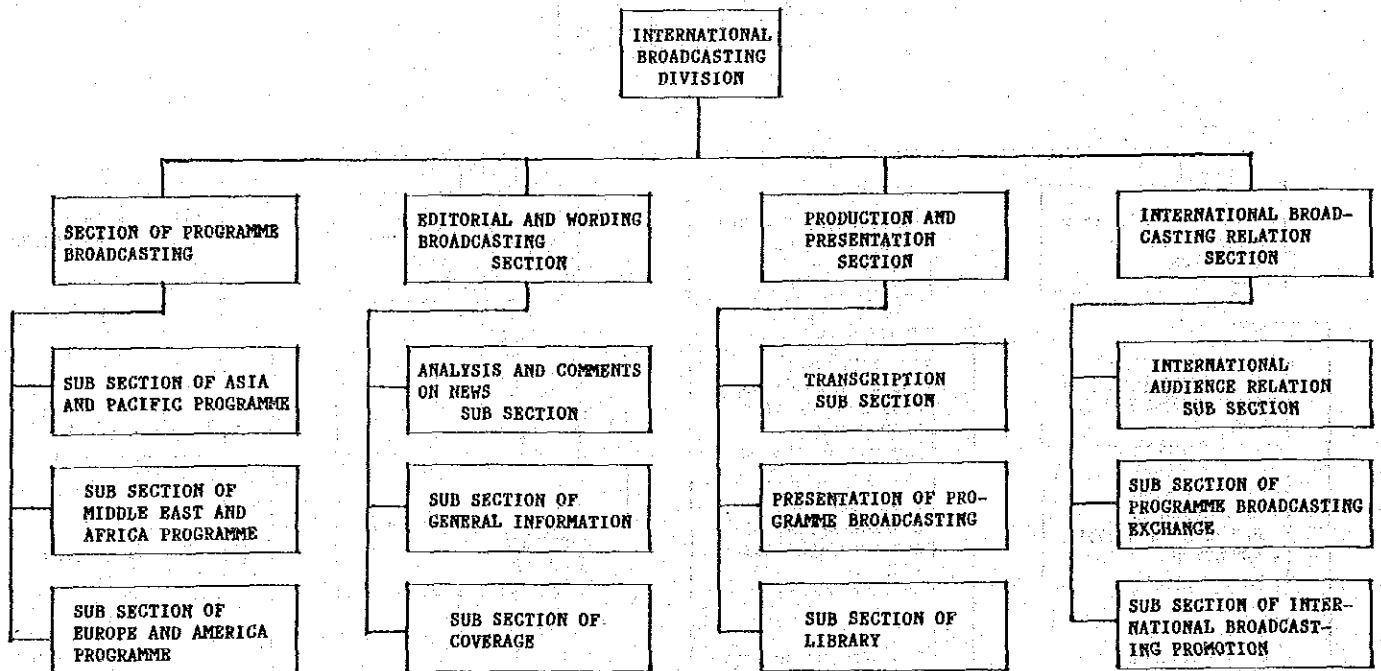 INTERNATIONAL
BROADCASTING
DIVISION
SECTION OF PROGRAMME
BROADCASTING
EDITORIAL AND WORDING
BROADCASTING
SECTION
PRODUCTION AND
PRESENTATION
SECTION
INTERNATIONAL BROAD-
CASTING RELATION
SECTION
SUB SECTION OF ASIA
AND PACIFIC PROGRAMME
SUB SECTION OF
MIDDLE EAST AND
AFRICA PROGRAMME
SUB SECTION OF
EUROPE AND AMERICA
PROGRAMME
ANALYSIS AND COMMENTS
ON NEWS
SUB SECTION
SUB SECTION OF
GENERAL INFORMATION
SUB SECTION OF
COVERAGE
TRANSCRIPTION
SUB SECTION
PRESENTATION OF PRO-
GRAMME BROADCASTING
SUB SECTION OF
LIBRARY
INTERNATIONAL
AUDIENCE RELATION
SUB SECTION
SUB SECTION OF
PROGRAMME BROADCASTING
EXCHANGE
SUB SECTION OF INTER-
NATIONAL BROADCAST-
ING PROMOTION